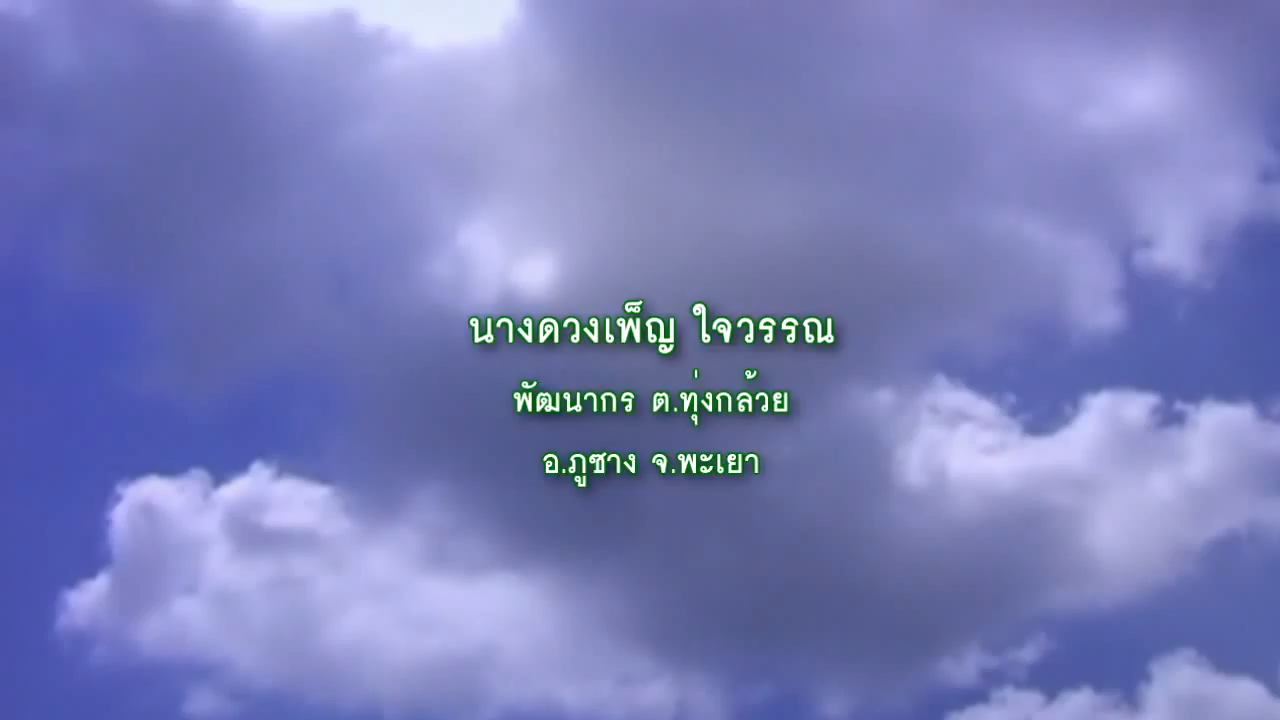 นางดวงเพ็ญ ใจวรรณ
พัฒนากร ต.ทุ่งกล้วย
อ.ภูซาง จ.พะเยา